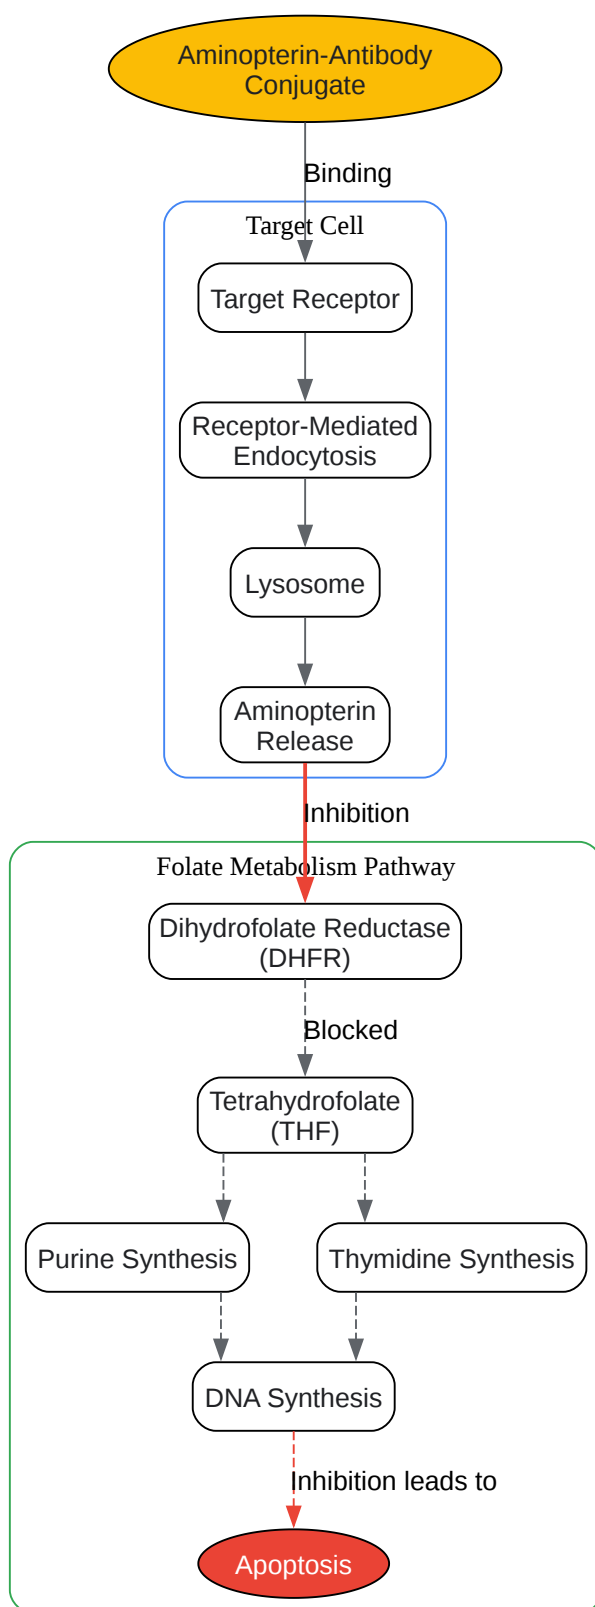 Aminopterin-Antibody
Conjugate
Binding
Target Cell
Target Receptor
Receptor-Mediated
Endocytosis
Lysosome
Aminopterin
Release
Inhibition
Folate Metabolism Pathway
Dihydrofolate Reductase
(DHFR)
Blocked
Tetrahydrofolate
(THF)
Purine Synthesis
Thymidine Synthesis
DNA Synthesis
Inhibition leads to
Apoptosis